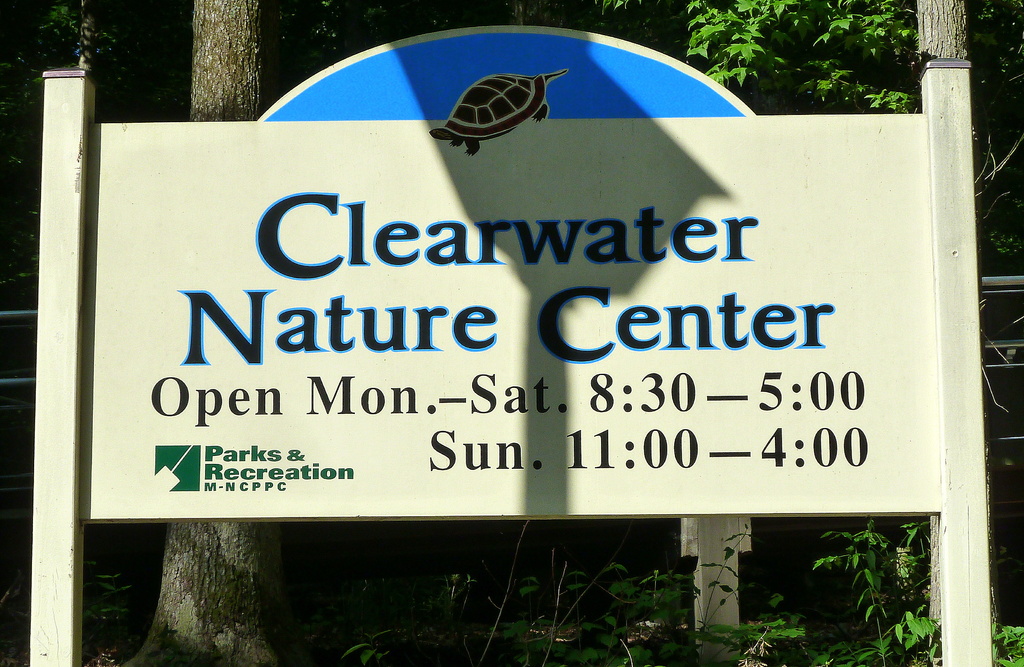 Clearwater
Nature Center
Open Mon.–Sat. 8:30 – 5:00
Sun. 11:00 – 4:00
Parks &
Recreation
M-NCPPC